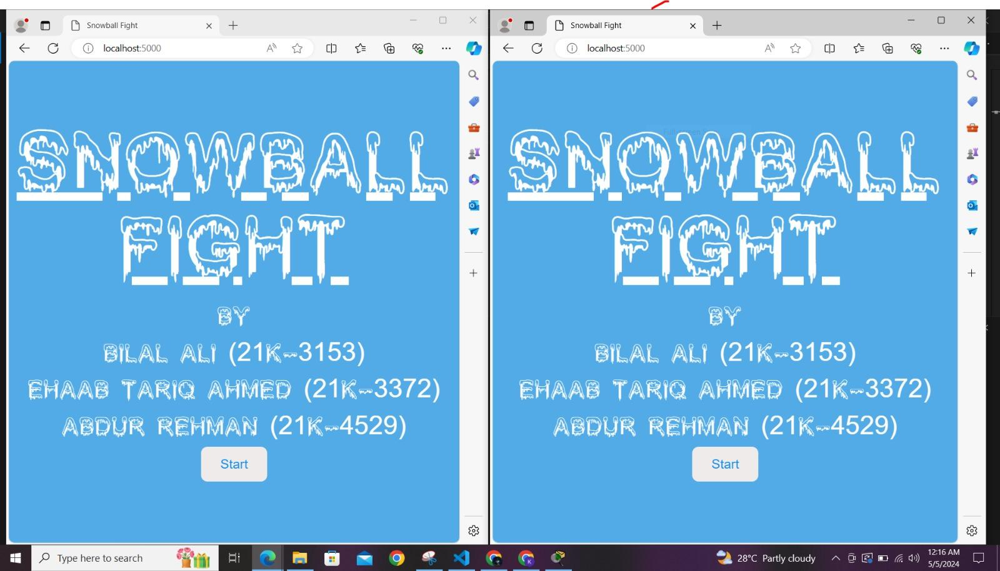 Snowball Fight
localhost:5000
SNOWBALL
FIGHT
BY
BILAL ALI (21K-3153)
EHAAB TARIQ AHMED (21K-3372)
ABDUR REHMAN (21K-4529)
Start
Snowball Fight
localhost:5000
SNOWBALL
FIGHT
BY
BILAL ALI (21K-3153)
EHAAB TARIQ AHMED (21K-3372)
ABDUR REHMAN (21K-4529)
Start
Type here to search
28°C Partly cloudy
12:16 AM
5/5/2024